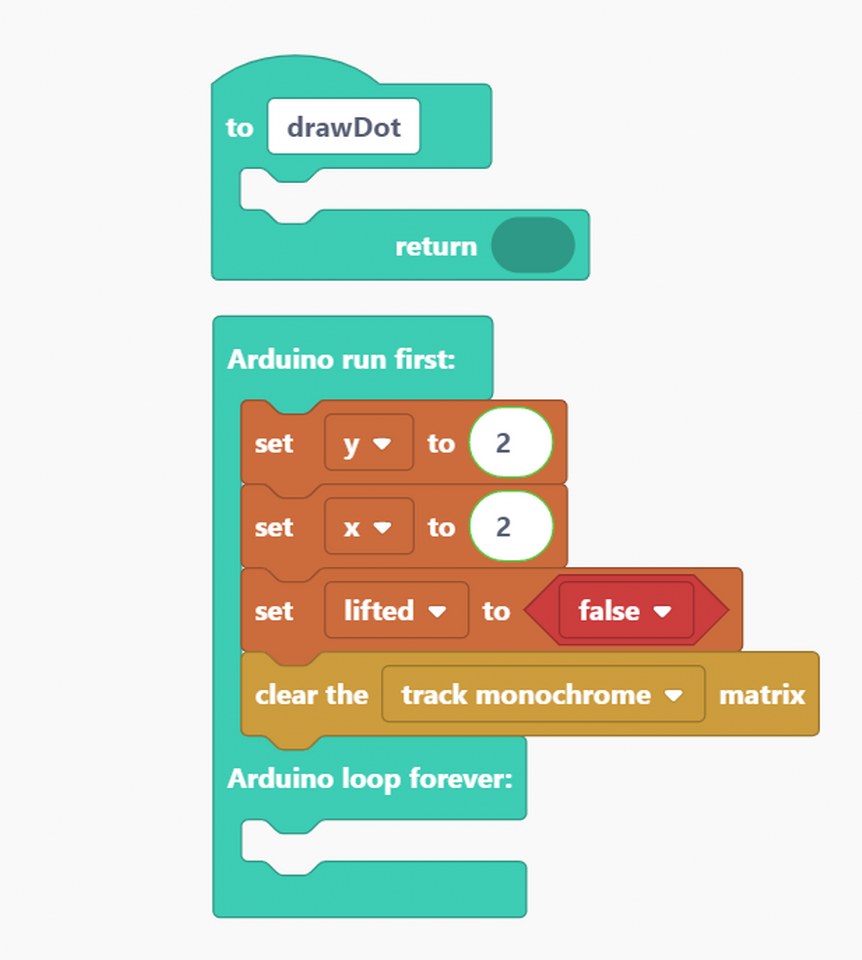 to drawDot
return
Arduino run first:
set y to 2
set x to 2
set lifted to false
clear the track monochrome matrix
Arduino loop forever: